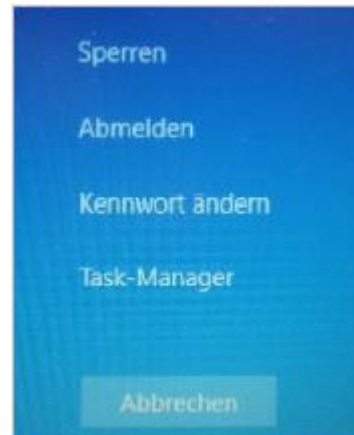 Sperren
Abmelden
Kennwort ändern
Task-Manager
Abbrechen